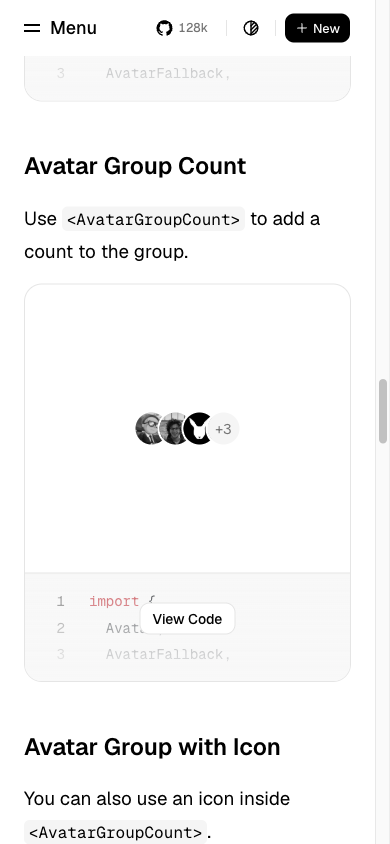 Menu
128k
New
3 AvatarFallback,
Avatar Group Count
Use <AvatarGroupCount> to add a
count to the group.
+3
1 import {
2
View Code
3 AvatarFallback,
Avatar Group with Icon
You can also use an icon inside
<AvatarGroupCount>.